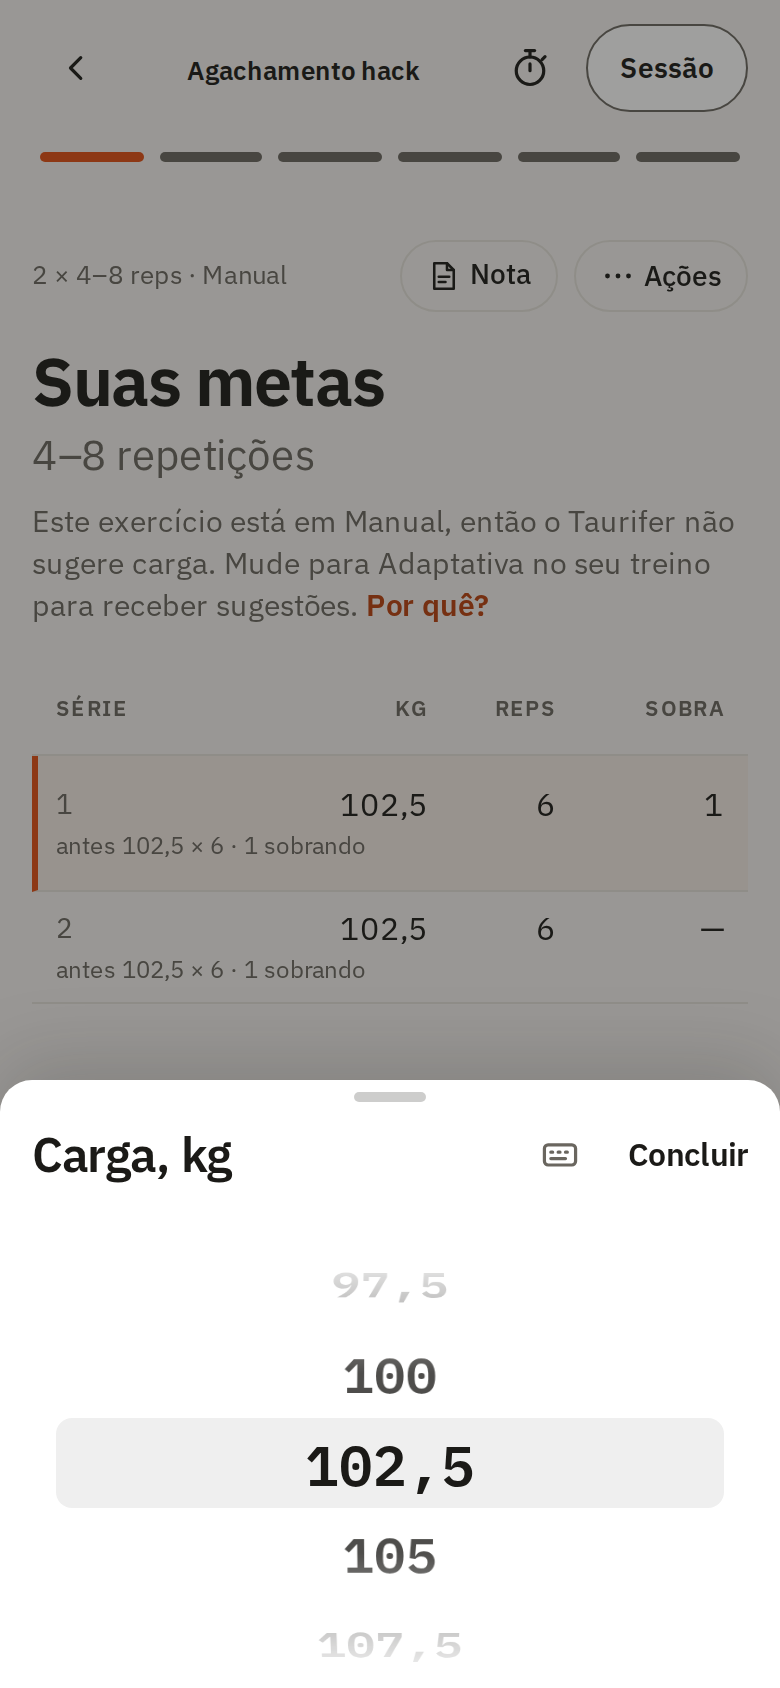 Agachamento hack
Sessão
2 × 4–8 reps · Manual
Nota
Ações
Suas metas
4–8 repetições
Este exercício está em Manual, então o Taurifer não
sugere carga. Mude para Adaptativa no seu treino
para receber sugestões. Por quê?
SÉRIE KG REPS SOBRA
1 102,5 6 1
antes 102,5 × 6 · 1 sobrando
2 102,5 6 —
antes 102,5 × 6 · 1 sobrando
Carga, kg
Concluir
97,5
100
102,5
105
107,5